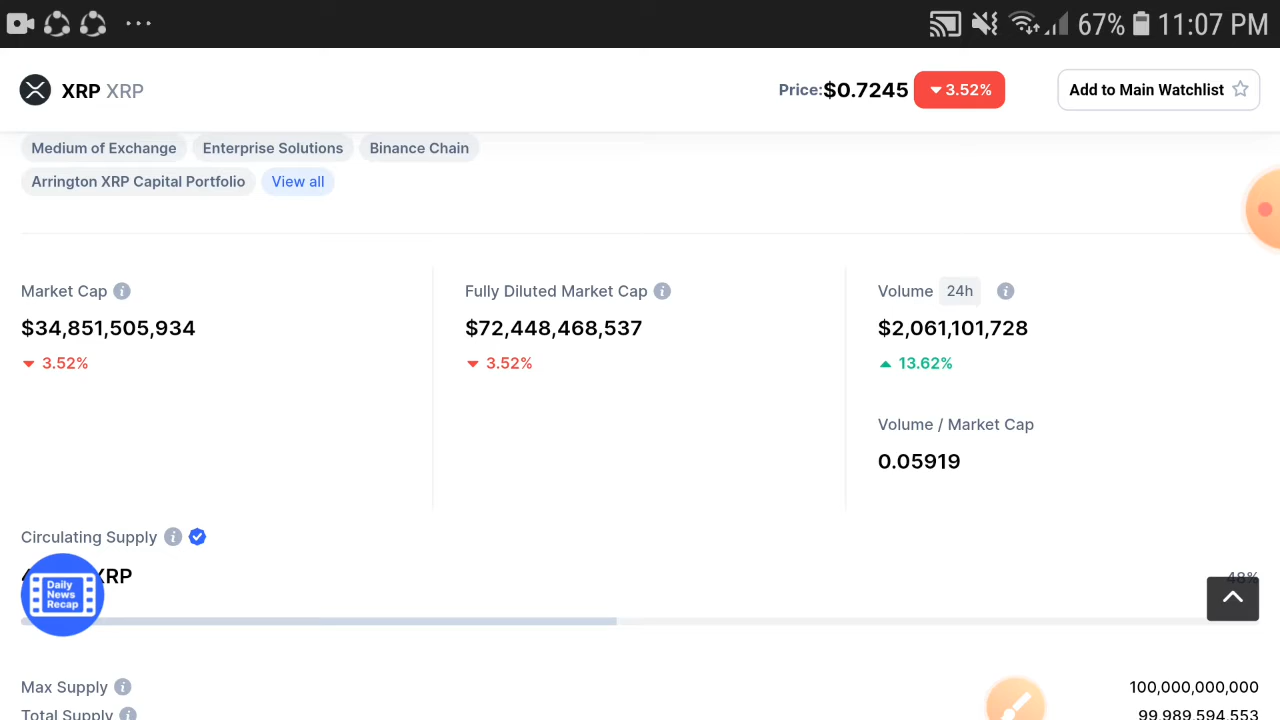 67% 11:07 PM
XRP XRP Price:$0.7245 3.52% Add to Main Watchlist
Medium of Exchange Enterprise Solutions Binance Chain
Arrington XRP Capital Portfolio View all
Market Cap Fully Diluted Market Cap Volume 24h
$34,851,505,934 $72,448,468,537 $2,061,101,728
3.52% 3.52% 13.62%
Volume / Market Cap
0.05919
Circulating Supply
XRP 48%
Daily
News
Recap
Max Supply 100,000,000,000
Total Supply 99,989,594,553